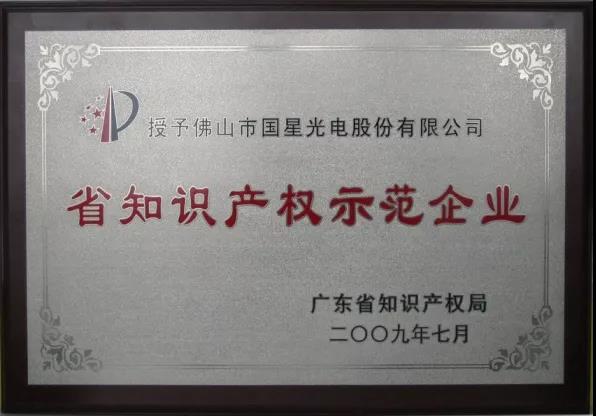 授予佛山市国星光电股份有限公司
省知识产权示范企业
广东省知识产权局
二〇〇九年七月